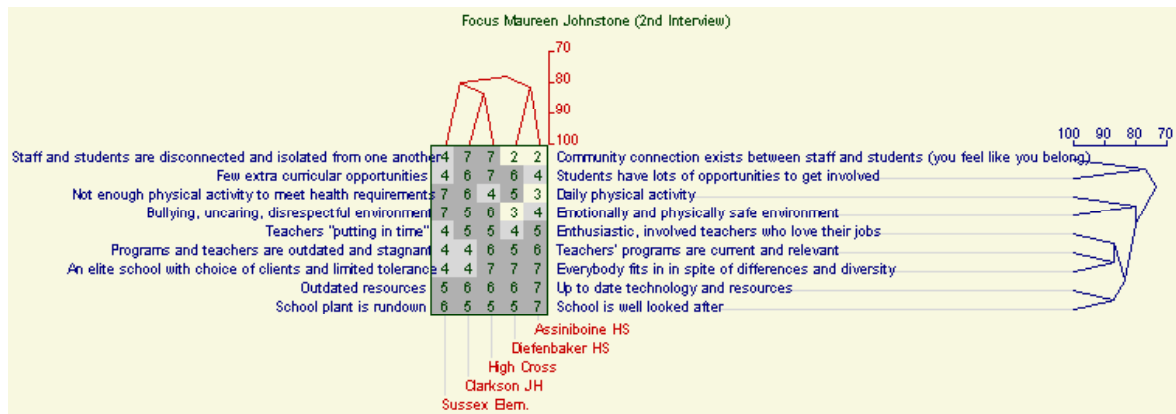 Focus Maureen Johnstone (2nd Interview)
70
80
90
100
100 90 80 70
Staff and students are disconnected and isolated from one another 4 7 7 2 2 Community connection exists between staff and students (you feel like you belong)
Few extra curricular opportunities 4 6 7 6 4 Students have lots of opportunities to get involved
Not enough physical activity to meet health requirements 7 6 4 5 3 Daily physical activity
Bullying, uncaring, disrespectful environment 7 5 6 3 4 Emotionally and physically safe environment
Teachers "putting in time" 4 5 5 4 5 Enthusiastic, involved teachers who love their jobs
Programs and teachers are outdated and stagnant 4 4 6 5 6 Teachers' programs are current and relevant
An elite school with choice of clients and limited tolerance 4 4 7 7 7 Everybody fits in in spite of differences and diversity
Outdated resources 5 6 6 6 7 Up to date technology and resources
School plant is rundown 6 5 5 5 7 School is well looked after
Assiniboine HS
Diefenbaker HS
High Cross
Clarkson JH
Sussex Elem.